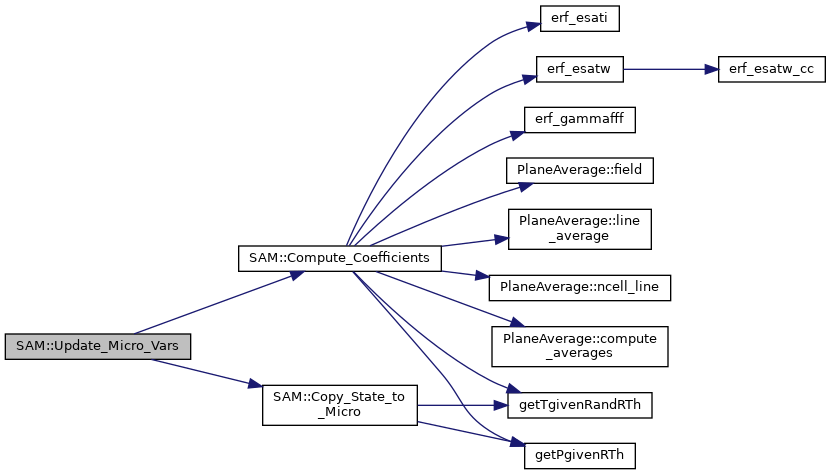 erf_esati
erf_esatw
erf_esatw_cc
erf_gammafff
PlaneAverage::field
PlaneAverage::line
_average
SAM::Compute_Coefficients
PlaneAverage::ncell_line
SAM::Update_Micro_Vars
PlaneAverage::compute
_averages
SAM::Copy_State_to
_Micro
getTgivenRandRTh
getPgivenRTh